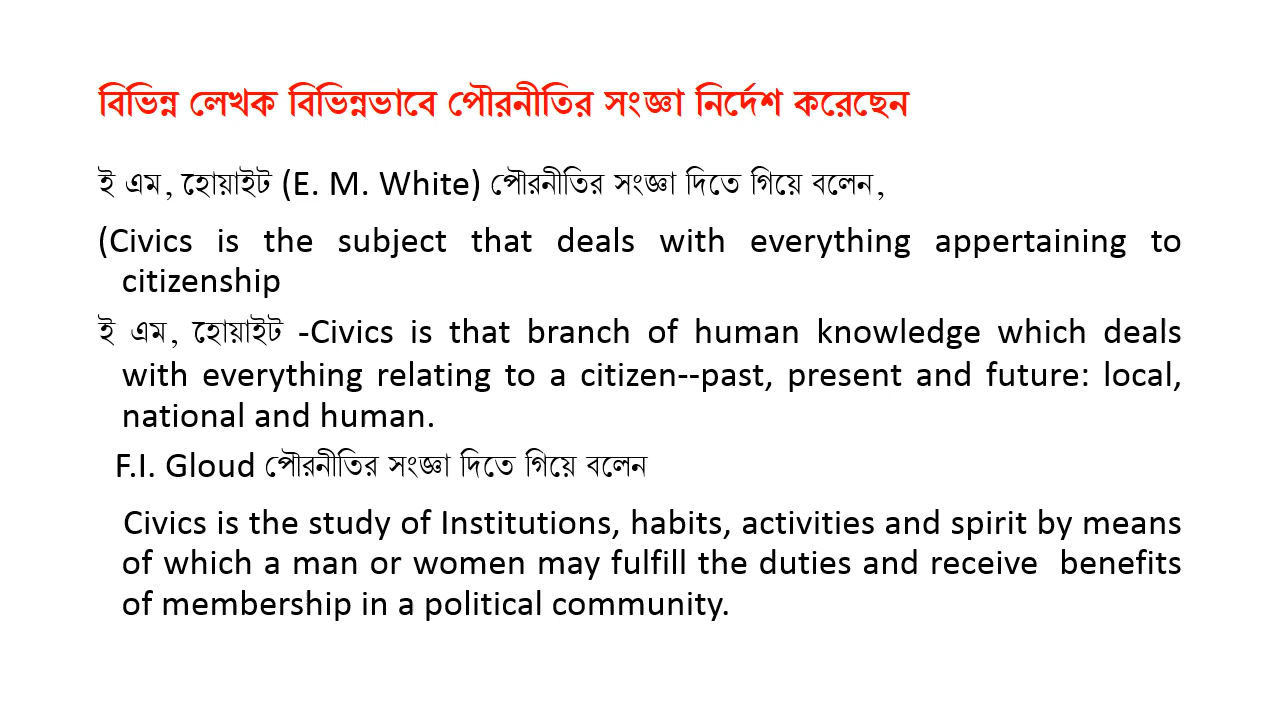 বিভিন্ন লেখক বিভিন্নভাবে পৌরনীতির সংজ্ঞা নির্দেশ করেছেন
ই এম, হোয়াইট (E. M. White) পৌরনীতির সংজ্ঞা দিতে গিয়ে বলেন,
(Civics is the subject that deals with everything appertaining to
citizenship
ই এম, হোয়াইট -Civics is that branch of human knowledge which deals
with everything relating to a citizen--past, present and future: local,
national and human.
F.I. Gloud পৌরনীতির সংজ্ঞা দিতে গিয়ে বলেন
Civics is the study of Institutions, habits, activities and spirit by means
of which a man or women may fulfill the duties and receive  benefits
of membership in a political community.